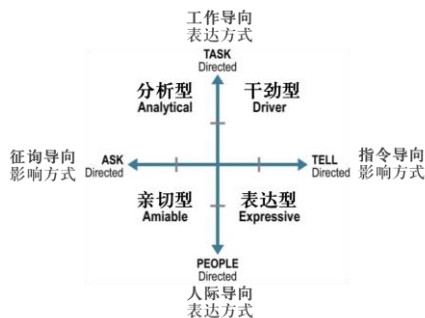 工作导向
表达方式
TASK
Directed
分析型
Analytical
干劲型
Driver
征询导向
影响方式
ASK
Directed
TELL
Directed
指令导向
影响方式
亲切型
Amiable
表达型
Expressive
PEOPLE
Directed
人际导向
表达方式